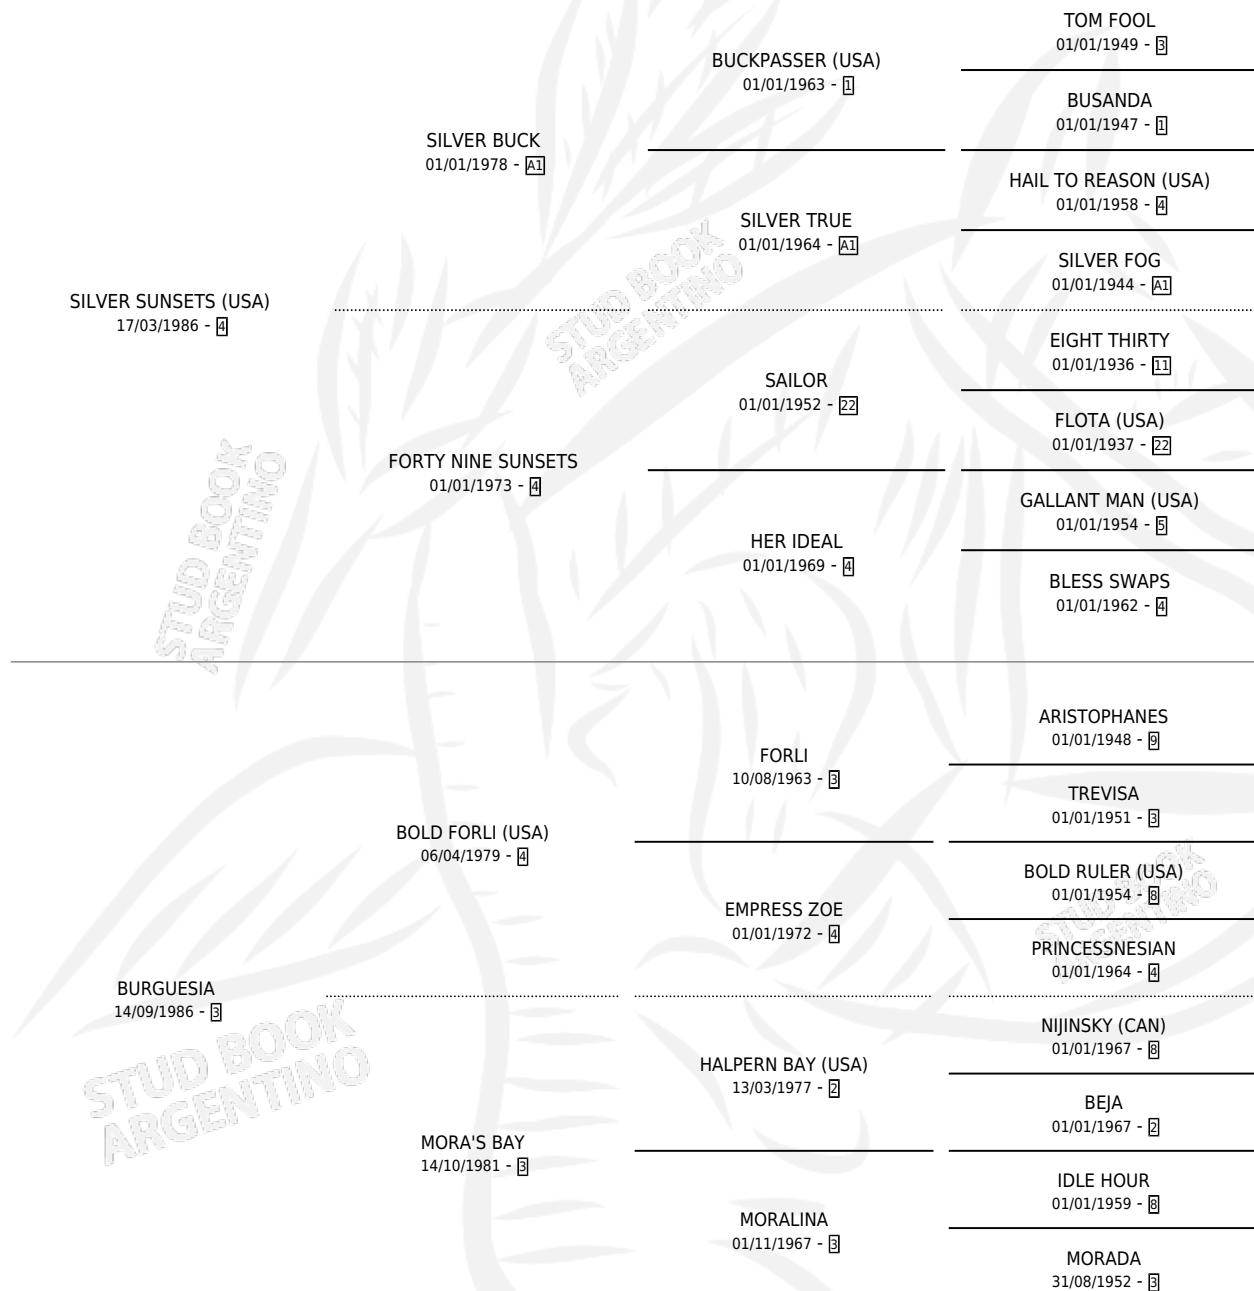 TOM FOOL
01/01/1949 - 3
BUCKPASSER (USA)
01/01/1963 - 1
BUSANDA
01/01/1947 - 1
SILVER BUCK
01/01/1978 - A1
HAIL TO REASON (USA)
01/01/1958 - 4
SILVER TRUE
01/01/1964 - A1
SILVER FOG
01/01/1944 - A1
SILVER SUNSETS (USA)
17/03/1986 - 4
STUD BOOK
ARGENTINO
EIGHT THIRTY
01/01/1936 - 11
SAILOR
01/01/1952 - 22
FLOTA (USA)
01/01/1937 - 22
FORTY NINE SUNSETS
01/01/1973 - 4
GALLANT MAN (USA)
01/01/1954 - 5
HER IDEAL
01/01/1969 - 4
BLESS SWAPS
01/01/1962 - 4
STUD BOOK
ARGENTINO
ARISTOPHANES
01/01/1948 - 9
FORLI
10/08/1963 - 3
TREVISA
01/01/1951 - 3
BOLD FORLI (USA)
06/04/1979 - 4
BOLD RULER (USA)
01/01/1954 - 8
EMPRESS ZOE
01/01/1972 - 4
PRINCESSNESIAN
01/01/1964 - 4
STUD BOOK
ARGENTINO
BURGUESIA
14/09/1986 - 3
NIJINSKY (CAN)
01/01/1967 - 8
HALPERN BAY (USA)
13/03/1977 - 2
BEJA
01/01/1967 - 2
STUD BOOK
ARGENTINO
MORA'S BAY
14/10/1981 - 3
IDLE HOUR
01/01/1959 - 8
MORALINA
01/11/1967 - 3
MORADA
31/08/1952 - 3